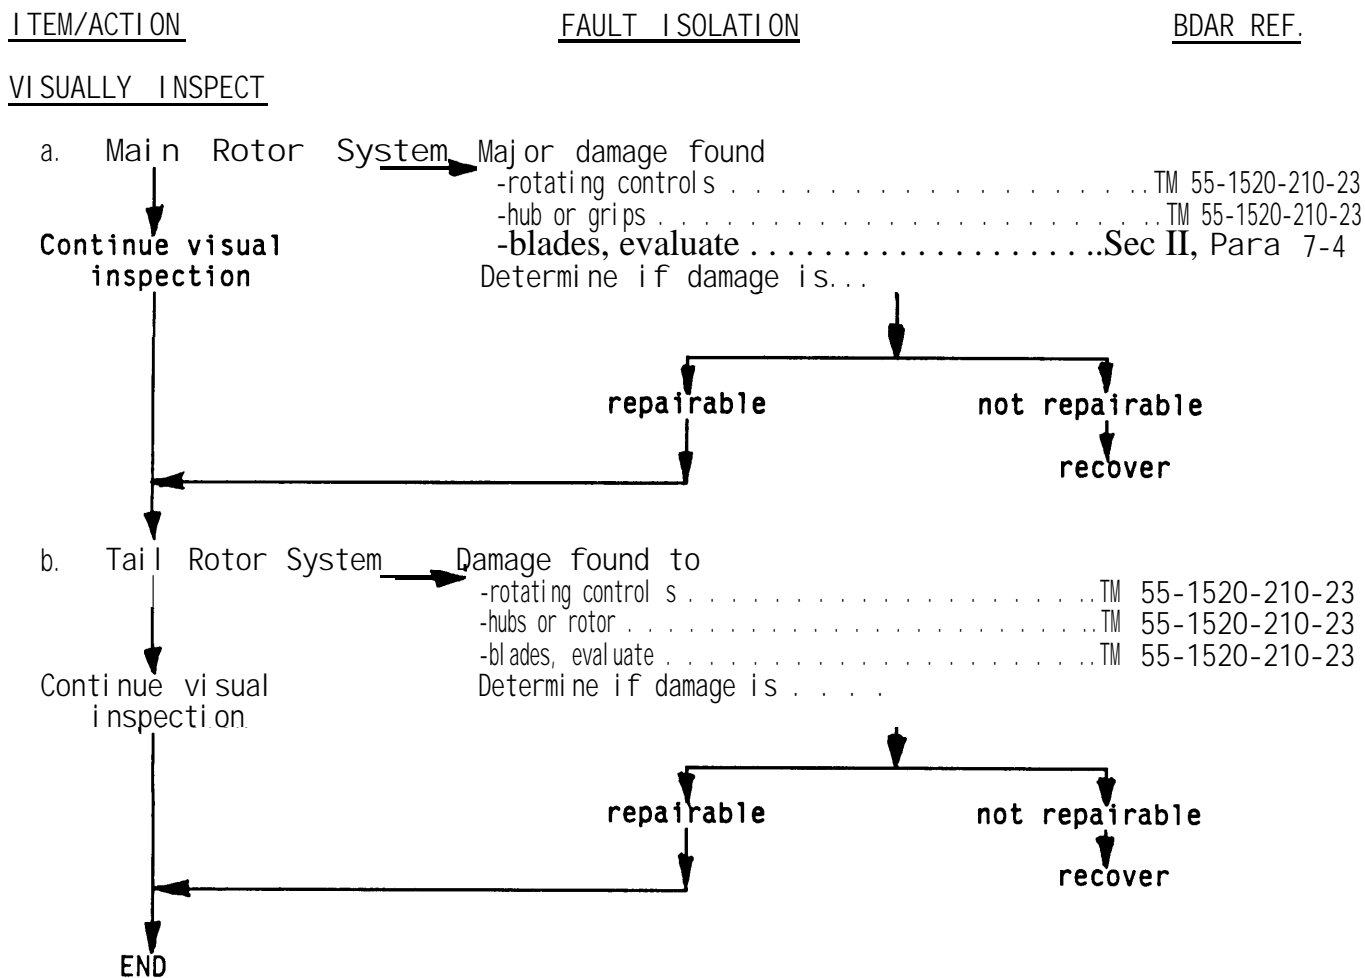 ITEM/ACTION FAULT ISOLATION BDAR REF.
VISUALLY INSPECT
a. Main Rotor System Major damage found
-rotating controls . . . . . . . . . . . . . . . . . . . ..TM 55-1520-210-23
-hub or grips . . . . . . . . . . . . . . . . . . . . . . ..TM 55-1520-210-23
Continue visual -blades, evaluate . . . . . . . . . . . . . . . . . . . ..Sec II, Para 7-4
inspection Determine if damage is...
repairable not repairable
recover
b. Tail Rotor System Damage found to
-rotating control s . . . . . . . . . . . . . . . . . . . ..TM 55-1520-210-23
-hubs or rotor . . . . . . . . . . . . . . . . . . . . . ..TM 55-1520-210-23
-blades, evaluate . . . . . . . . . . . . . . . . . . . ..TM 55-1520-210-23
Continue visual Determine if damage is . . . .
inspection
repairable not repairable
recover
END